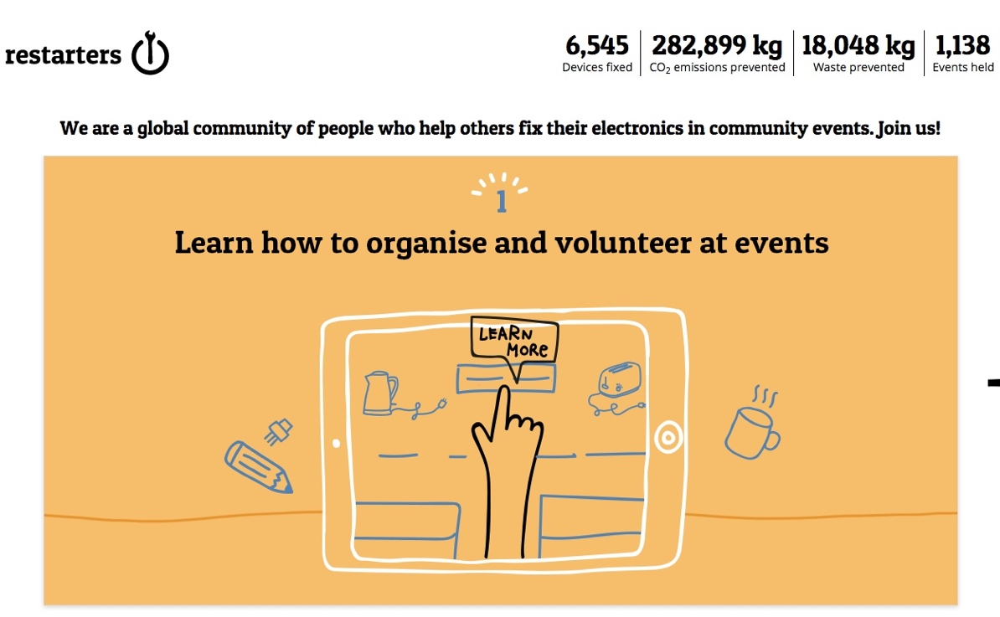 restarters
6,545
Devices fixed
282,899 kg
CO₂ emissions prevented
18,048 kg
Waste prevented
1,138
Events held
We are a global community of people who help others fix their electronics in community events. Join us!
1
Learn how to organise and volunteer at events
LEARN
MORE